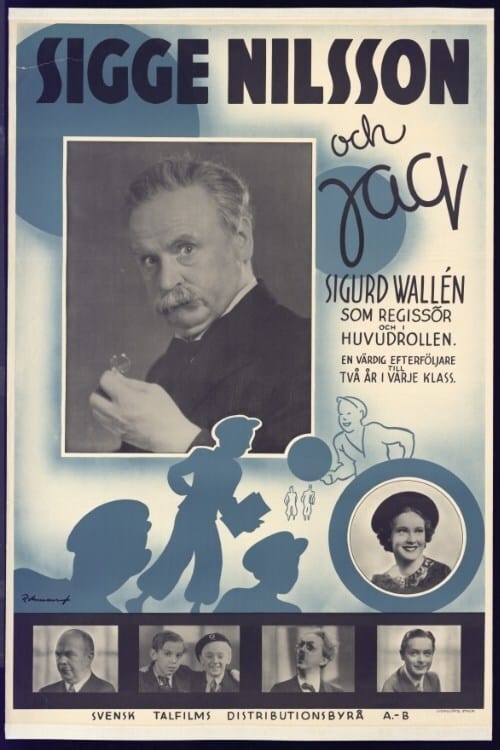 SIGGE NILSSON
och
jag
SIGURD WALLÉN
SOM REGISSÖR
OCH I
HUVUDROLLEN.
EN VÄRDIG EFTERFÖLJARE
TILL
TVÅ ÅR I VARJE KLASS.
SVENSK TALFILMS DISTRIBUTIONSBYRÅ A.-B